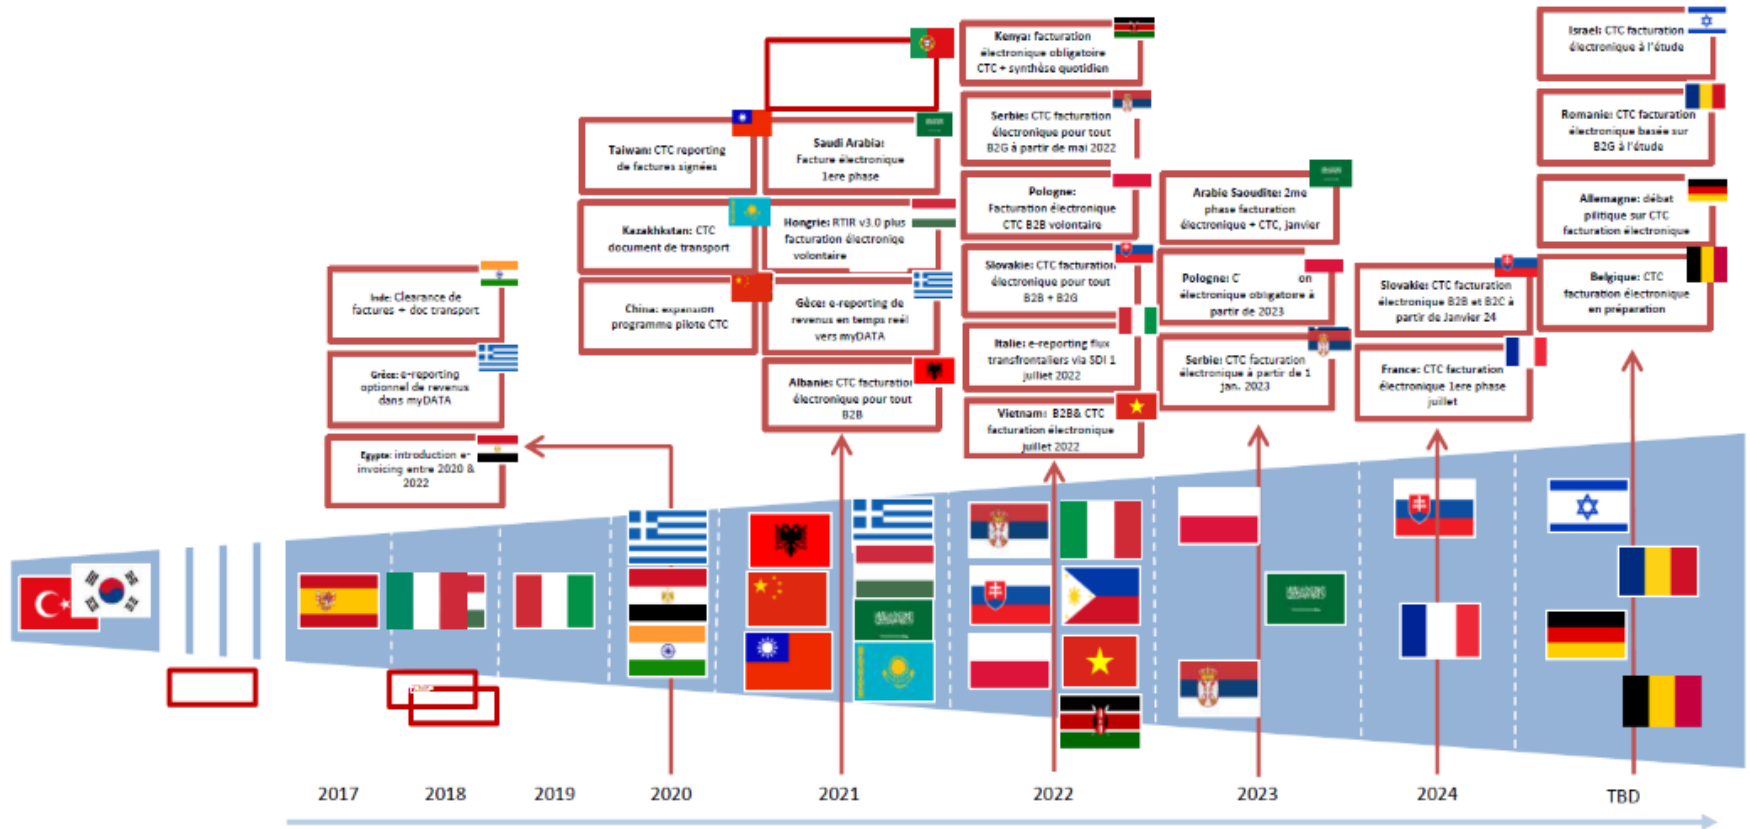 Kenya: facturation
électronique obligatoire
CTC + synthèse quotidien
Israel: CTC facturation
électronique à l'étude
Serbie: CTC facturation
électronique pour tout
B2G à partir de mai 2022
Romanie: CTC facturation
électronique basée sur
B2G à l'étude
Taiwan: CTC reporting
de factures signées
Saudi Arabia:
Facture électronique
1ere phase
Pologne:
Facturation électronique
CTC B2B volontaire
Arabie Saoudite: 2me
phase facturation
électronique + CTC, janvier
Allemagne: débat
pilitique sur CTC
facturation électronique
Kazakhkstan: CTC
document de transport
Hongrie: RTIR v3.0 plus
facturation électroniqe
volontaire
Slovakie: CTC facturation
électronique pour tout
B2B + B2G
Pologne: C on
électronique obligatoire à
partir de 2023
Slovakie: CTC facturation
électronique B2B et B2C à
partir de Janvier 24
Belgique: CTC
facturation électronique
en préparation
Inde: Clearance de
factures + doc transport
China: expansion
programme pilote CTC
Gèce: e-reporting de
revenus en temps reél
vers myDATA
Italie: e-reporting flux
transfrontaliers via SDI 1
julliet 2022
Serbie: CTC facturation
électronique à partir de 1
jan. 2023
France: CTC facturation
électronique 1ere phase
juillet
Grèce: e-reporting
optionnel de revenus
dans myDATA
Albanie: CTC facturation
électronique pour tout
B2B
Vietnam: B2B& CTC
facturation électronique
juillet 2022
Egypte: introduction e-
invoicing entre 2020 &
2022
2017 2018 2019 2020 2021 2022 2023 2024 TBD